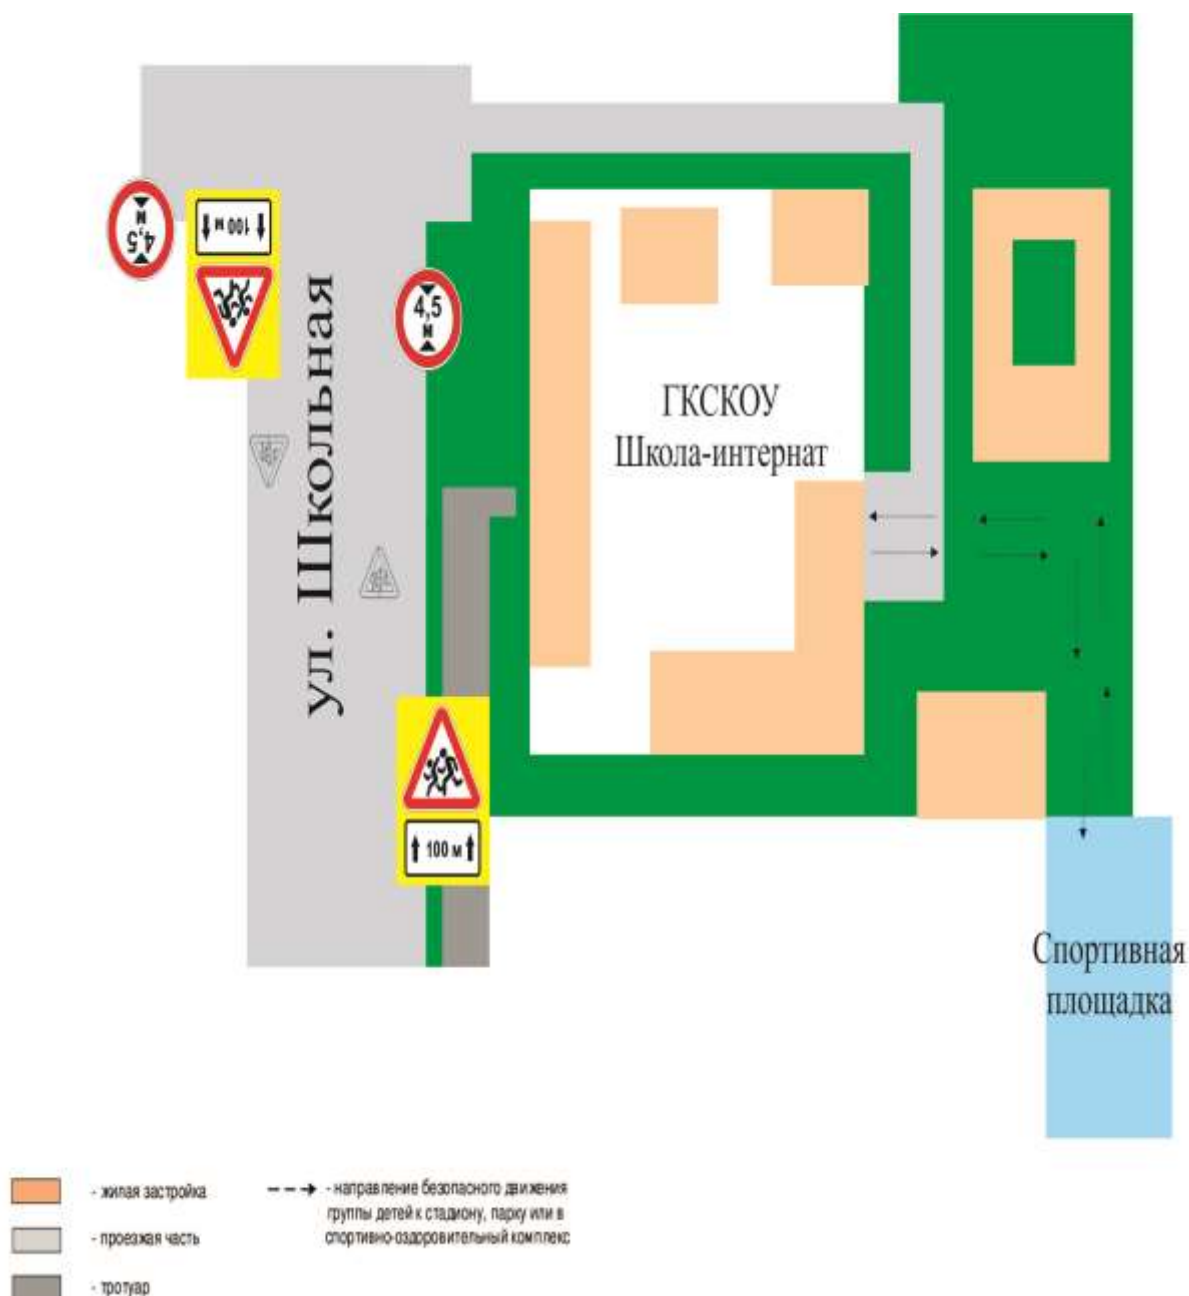 100 м
4,5
м
4,5
м
ул. Школьная
ГКСКОУ
Школа-интернат
100 м
Спортивная
площадка
- жилая застройка
- проезжая часть
- тротуар
- направление безопасного движения
группы детей к стадиону, парку или в
спортивно-оздоровительный комплекс